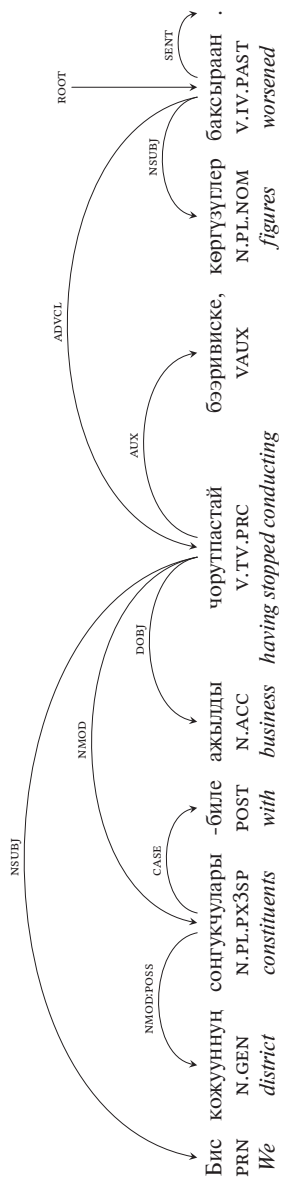 ROOT
ADVCL
NSUBJ
NMOD
AUX
DOBJ
NMOD:POSS
CASE
NSUBJ
SENT
Бис кожууннуң соңгукчулары -биле ажылды чорутпастай бээривиске, көргүзүглер баксыраан .
PRN N.GEN N.PL.PX3SP POST N.ACC V.TV.PRC VAUX N.PL.NOM V.IV.PAST
We district constituents with business having stopped conducting figures worsened